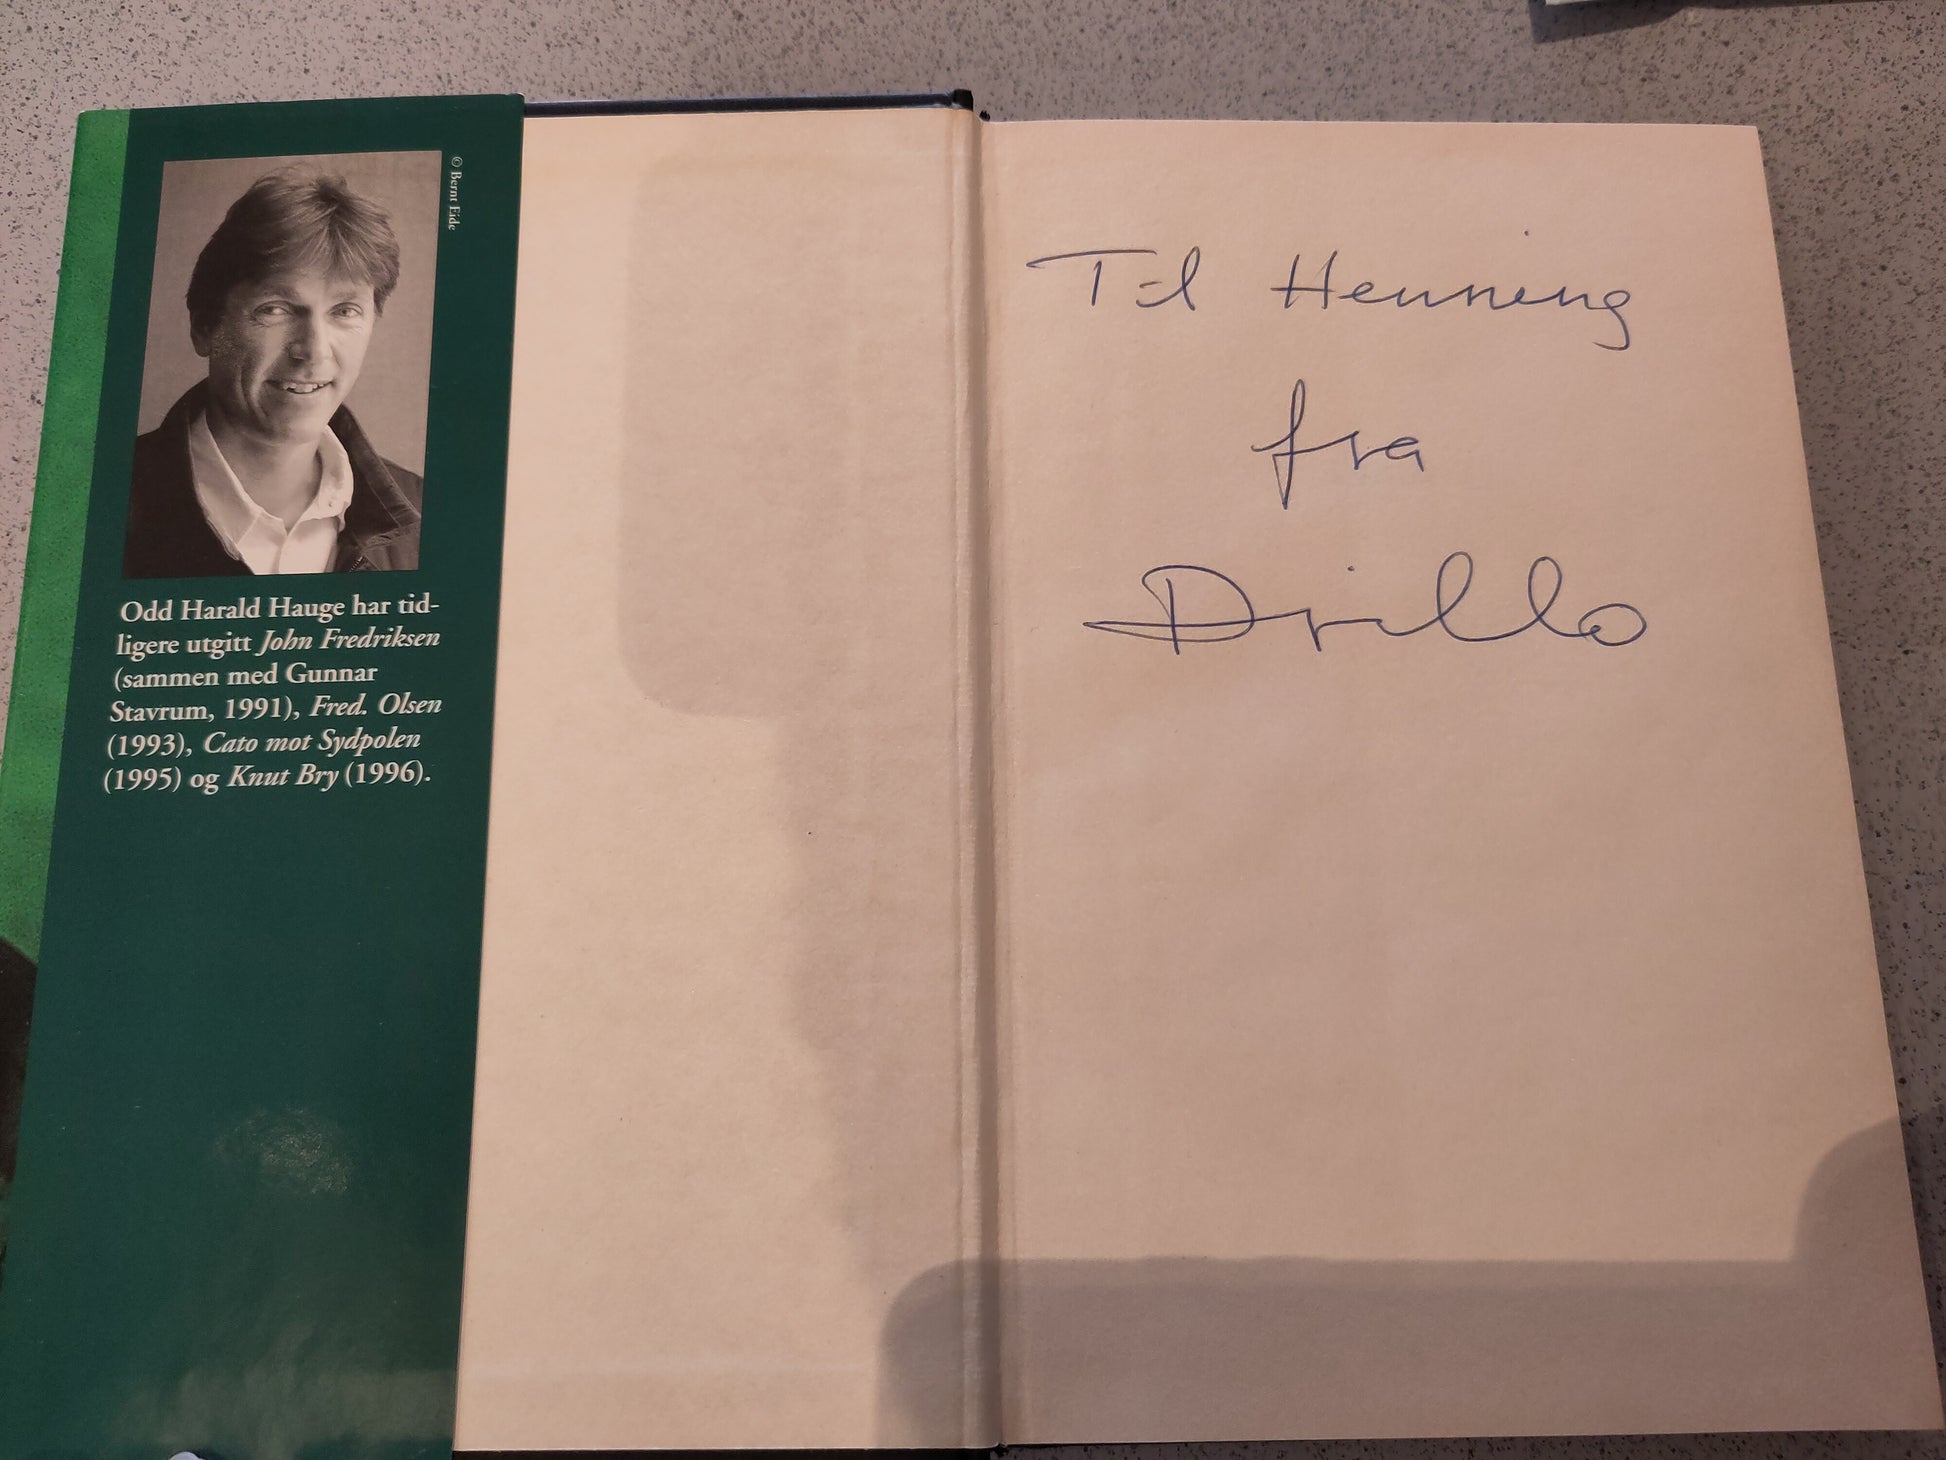 © Bernt Eide
Odd Harald Hauge har tid-
ligere utgitt John Fredriksen
(sammen med Gunnar
Stavrum, 1991), Fred. Olsen
(1993), Cato mot Sydpolen
(1995) og Knut Bry (1996).
Til Henning
fra
Drillo